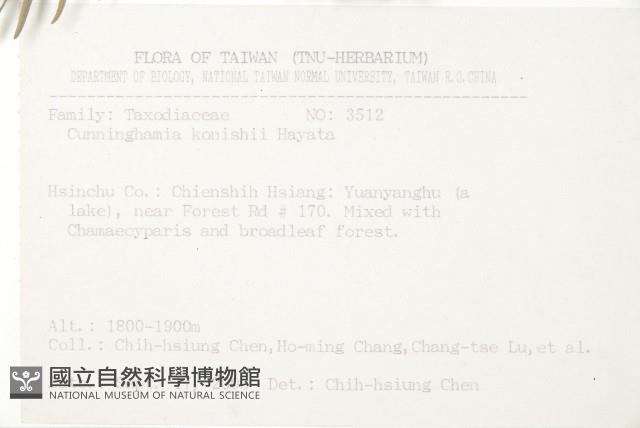 FLORA OF TAIWAN (TNU-HERBARIUM)
DEPARTMENT OF BIOLOGY, NATIONAL TAIWAN NORMAL UNIVERSITY, TAIWAN R.O.CHINA
Family: Taxodiaceae NO: 3512
Cunninghamia konishii Hayata
Hsinchu Co.: Chienshih Hsiang: Yuanyanghu (a
lake), near Forest Rd # 170. Mixed with
Chamaecyparis and broadleaf forest.
Alt.: 1800-1900m
Coll.: Chih-hsiung Chen,Ho-ming Chang,Chang-tse Lu,et al.
Det.: Chih-hsiung Chen
國立自然科學博物館
NATIONAL MUSEUM OF NATURAL SCIENCE